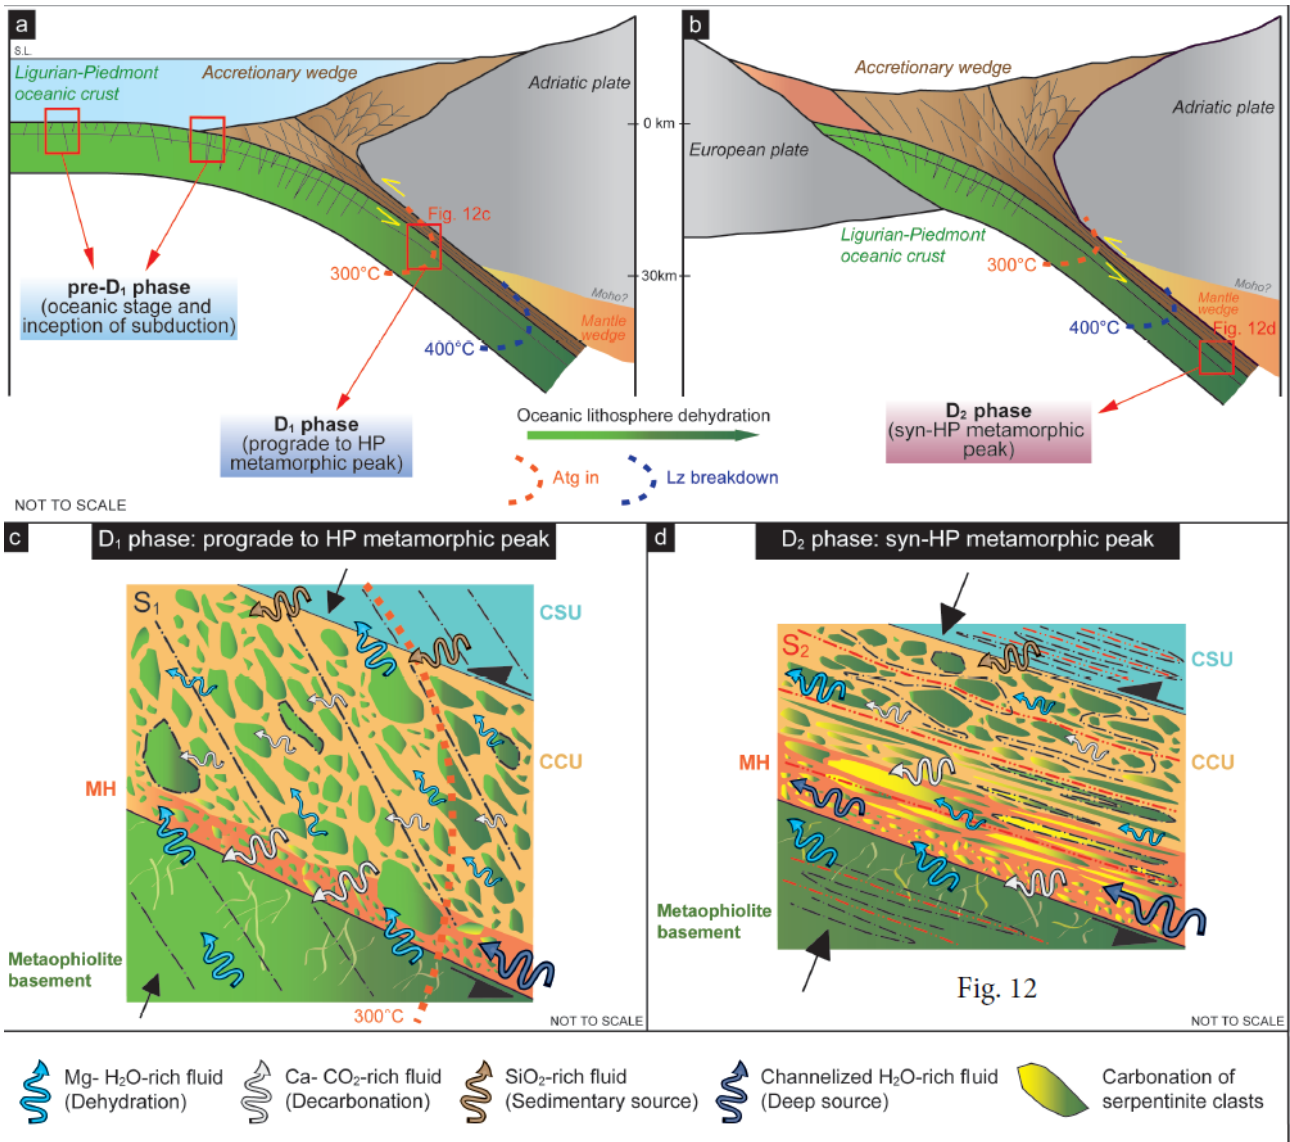 a
S.L.
Ligurian-Piedmont
oceanic crust
Accretionary wedge
Adriatic plate
0 km
Fig. 12c
300°C
30km
pre-D₁ phase
(oceanic stage and
inception of subduction)
Moho?
Mantle
wedge
400°C
D₁ phase
(prograde to HP
metamorphic peak)
NOT TO SCALE
Oceanic lithosphere dehydration
Atg in
Lz breakdown
b
Accretionary wedge
Adriatic plate
European plate
Ligurian-Piedmont
oceanic crust
300°C
Moho?
Mantle
wedge
400°C
Fig. 12d
D₂ phase
(syn-HP metamorphic
peak)
c
D₁ phase: prograde to HP metamorphic peak
S₁
CSU
CCU
MH
Metaophiolite
basement
300°C
NOT TO SCALE
d
D₂ phase: syn-HP metamorphic peak
S₂
CSU
MH
CCU
Metaophiolite
basement
Fig. 12
NOT TO SCALE
Mg- H₂O-rich fluid
(Dehydration)
Ca- CO₂-rich fluid
(Decarbonation)
SiO₂-rich fluid
(Sedimentary source)
Channelized H₂O-rich fluid
(Deep source)
Carbonation of
serpentinite clasts